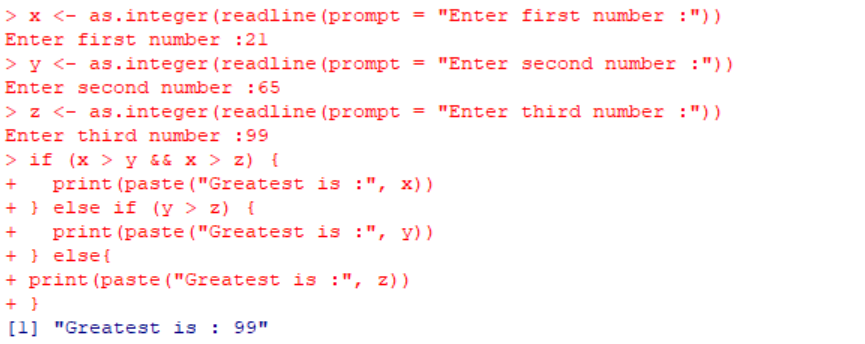 > x <- as.integer(readline(prompt = "Enter first number :"))
Enter first number :21
> y <- as.integer(readline(prompt = "Enter second number :"))
Enter second number :65
> z <- as.integer(readline(prompt = "Enter third number :"))
Enter third number :99
> if (x > y && x > z) {
+   print(paste("Greatest is :", x))
+ } else if (y > z) {
+   print(paste("Greatest is :", y))
+ } else{
+ print(paste("Greatest is :", z))
+ }
[1] "Greatest is : 99"